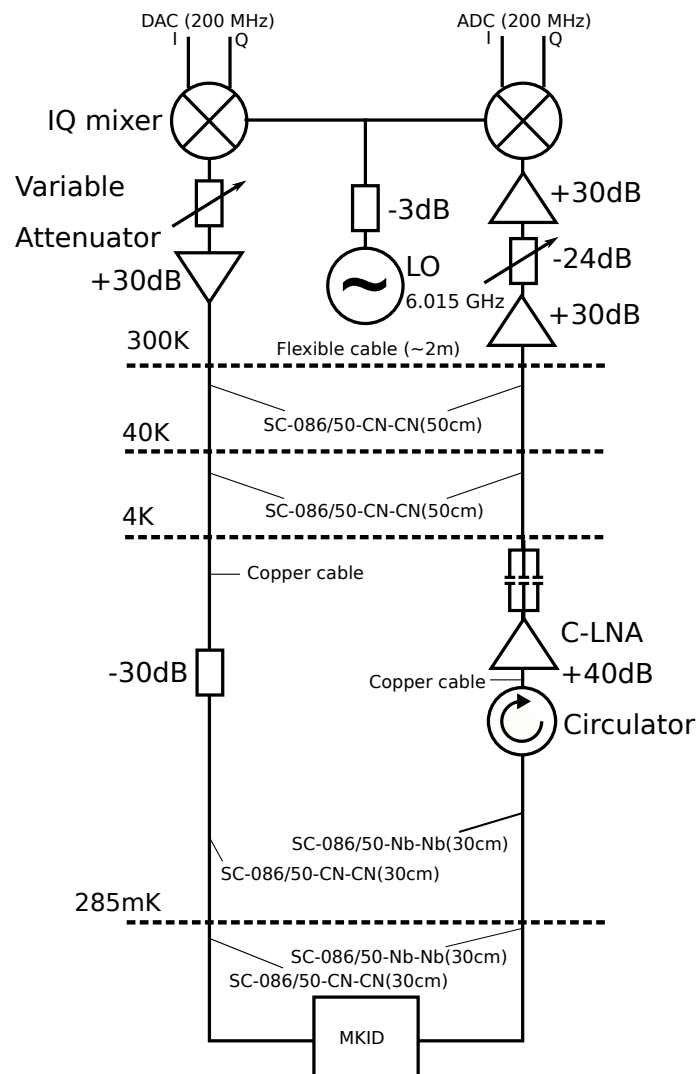 DAC (200 MHz)
I
Q
ADC (200 MHz)
I
Q
IQ mixer
Variable
Attenuator
+30dB
-3dB
LO
6.015 GHz
+30dB
-24dB
+30dB
300K
Flexible cable (~2m)
SC-086/50-CN-CN(50cm)
40K
SC-086/50-CN-CN(50cm)
4K
Copper cable
C-LNA
+40dB
-30dB
Copper cable
Circulator
SC-086/50-Nb-Nb(30cm)
SC-086/50-CN-CN(30cm)
285mK
SC-086/50-Nb-Nb(30cm)
SC-086/50-CN-CN(30cm)
MKID